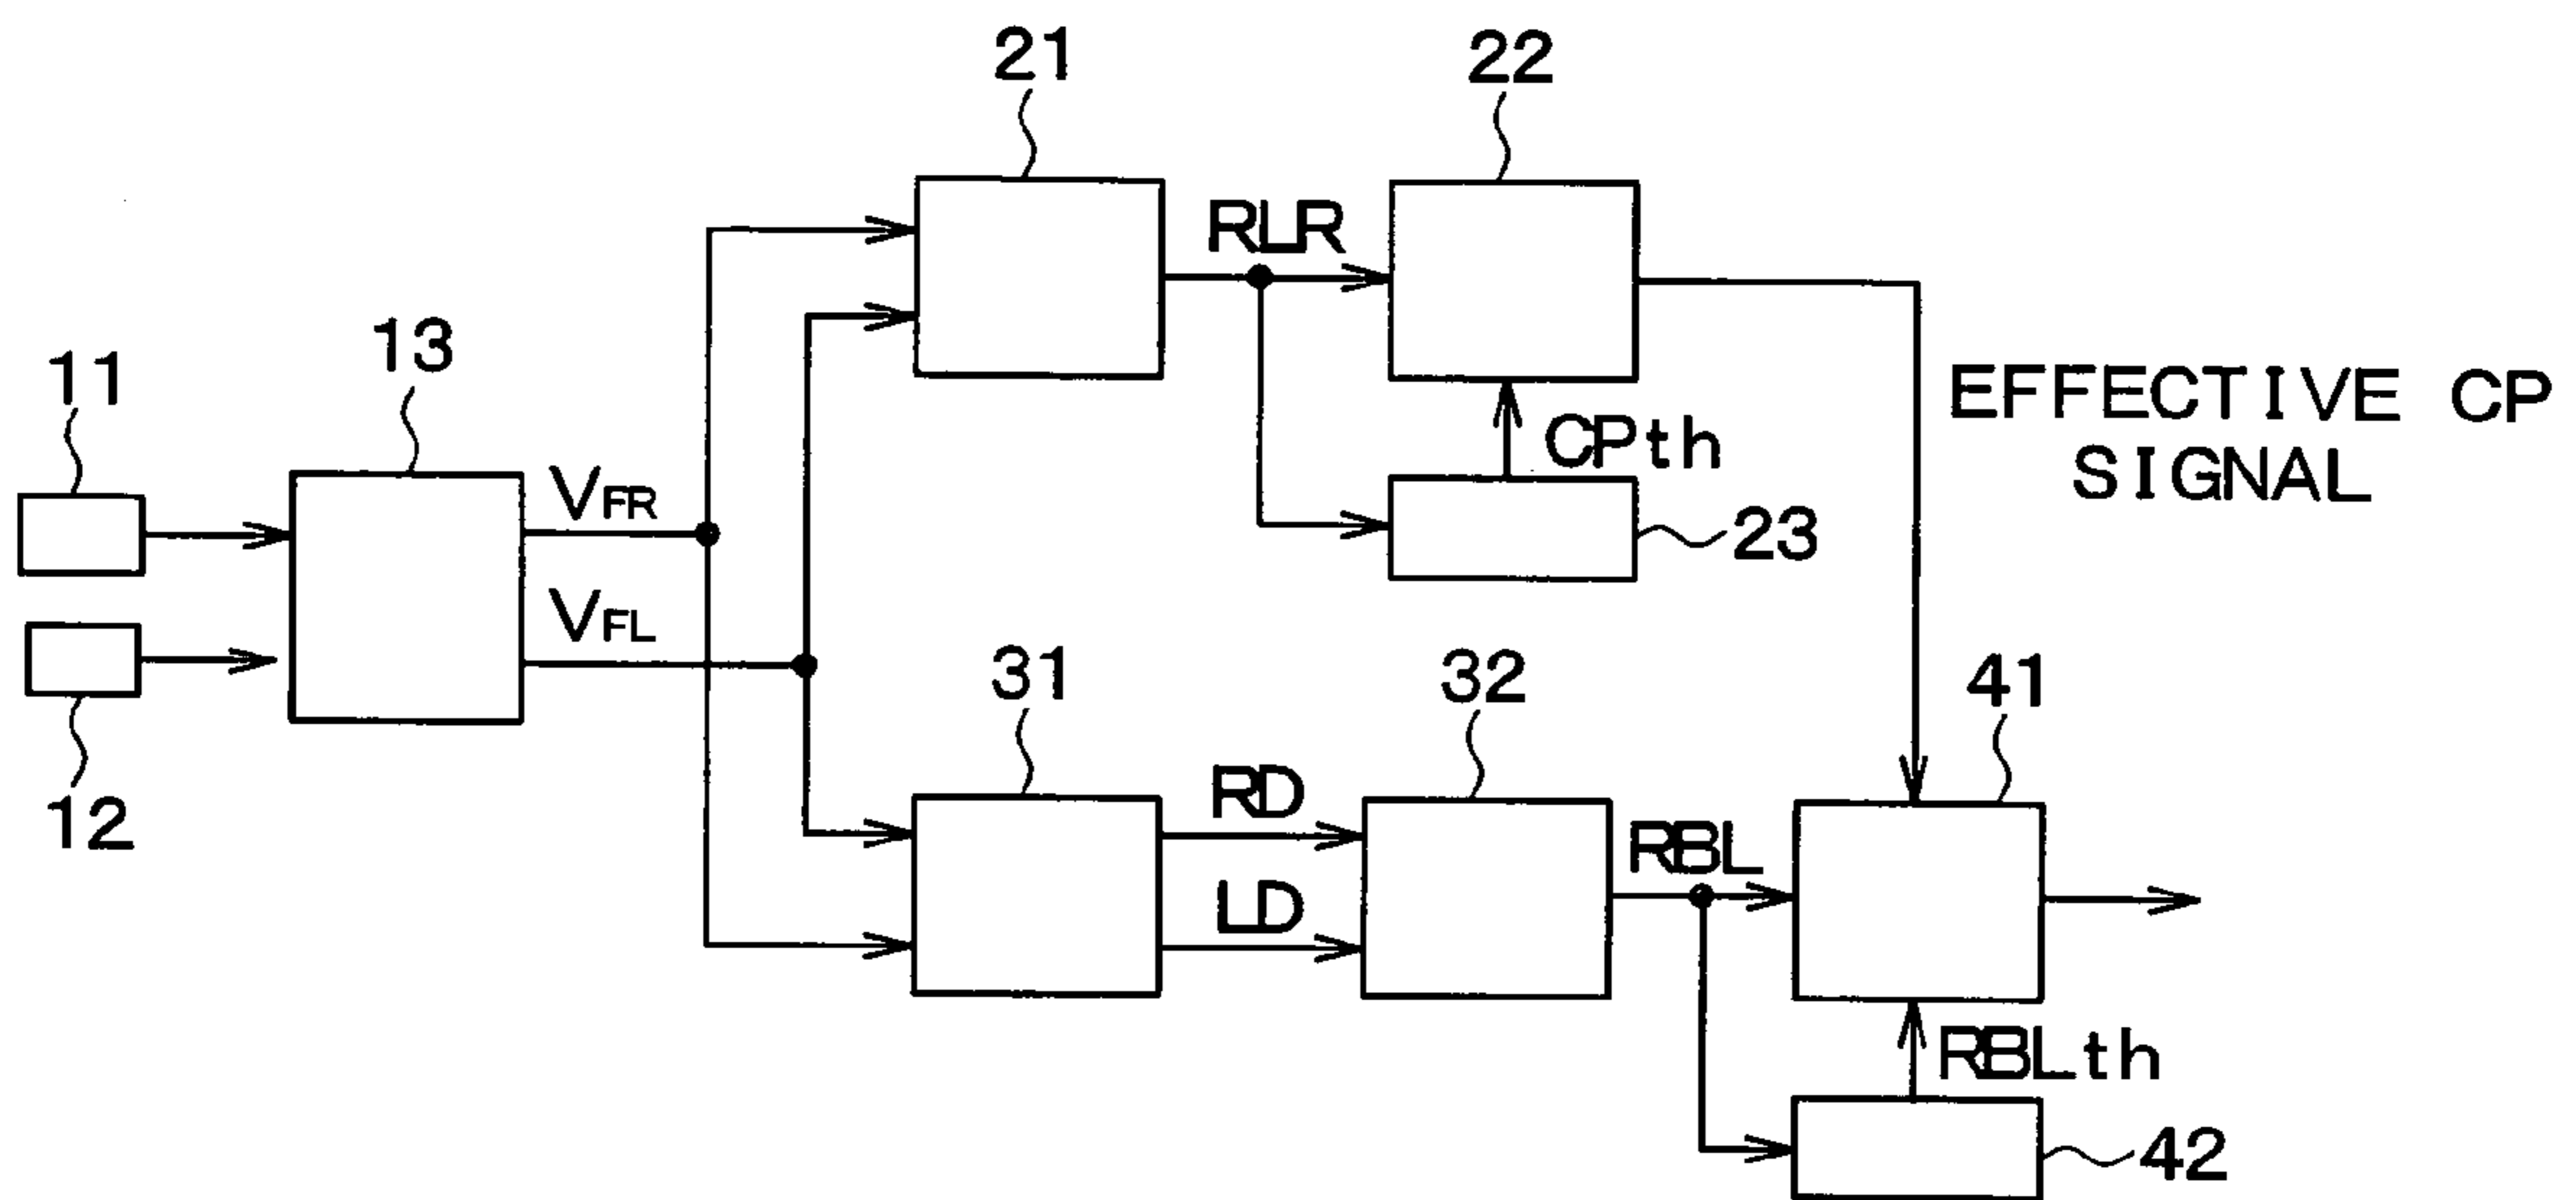 21
22
RLR
13
11
EFFECTIVE CP
SIGNAL
CPth
VFR
23
VFL
31
32
41
12
RD
RBL
LD
RBLth
42